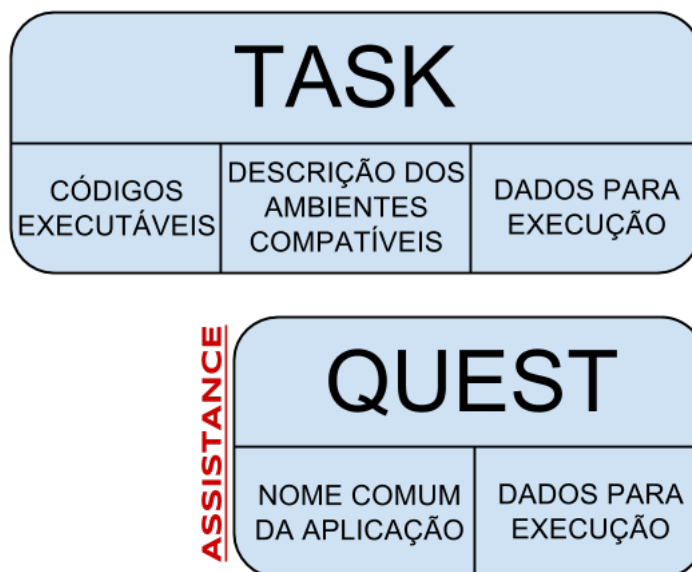 TASK
CÓDIGOS
EXECUTÁVEIS
DESCRIÇÃO DOS
AMBIENTES
COMPATÍVEIS
DADOS PARA
EXECUÇÃO
ASSISTANCE
QUEST
NOME COMUM
DA APLICAÇÃO
DADOS PARA
EXECUÇÃO